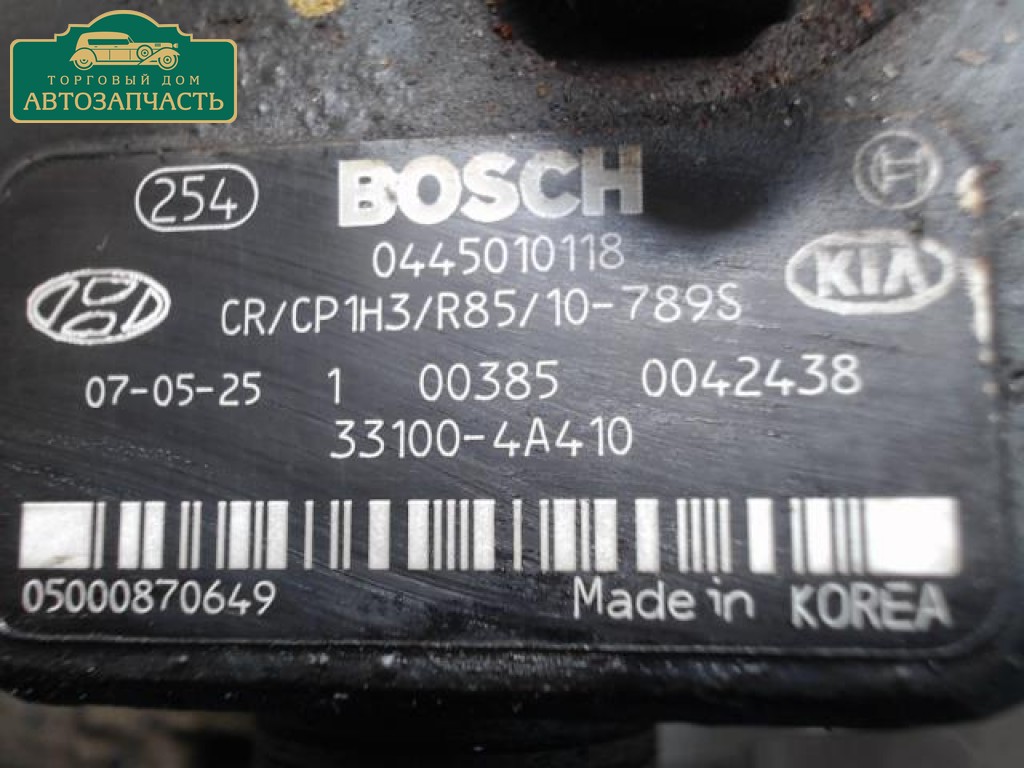 ТОРГОВЫЙ ДОМ
АВТОЗАПЧАСТЬ
254 BOSCH
0445010118
KIA
CR/CP1H3/R85/10-789S
07-05-25 1 00385 0042438
33100-4A410
05000870649 Made in KOREA